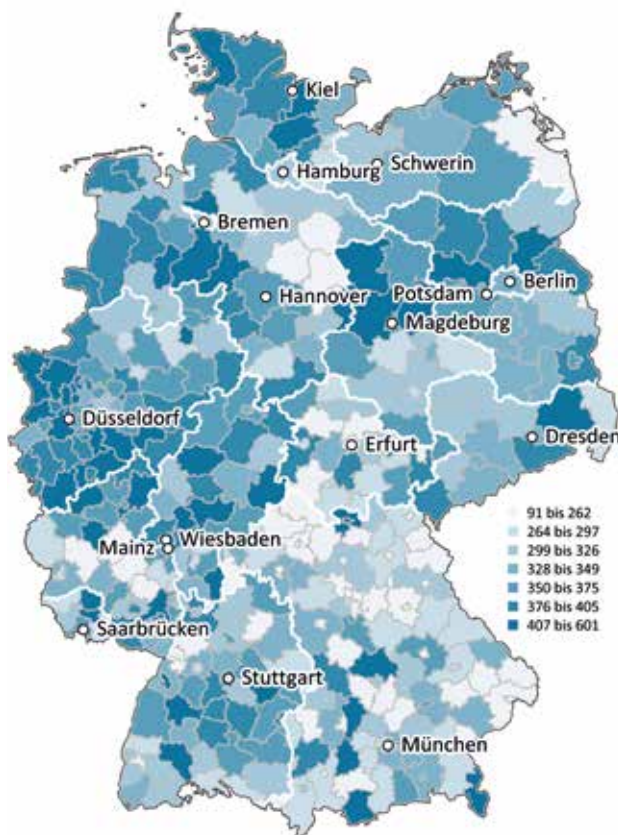 Kiel
Hamburg
Schwerin
Bremen
Hannover
Berlin
Potsdam
Magdeburg
Düsseldorf
Erfurt
Dresden
91 bis 262
264 bis 297
299 bis 326
328 bis 349
350 bis 375
376 bis 405
407 bis 601
Wiesbaden
Mainz
Saarbrücken
Stuttgart
München